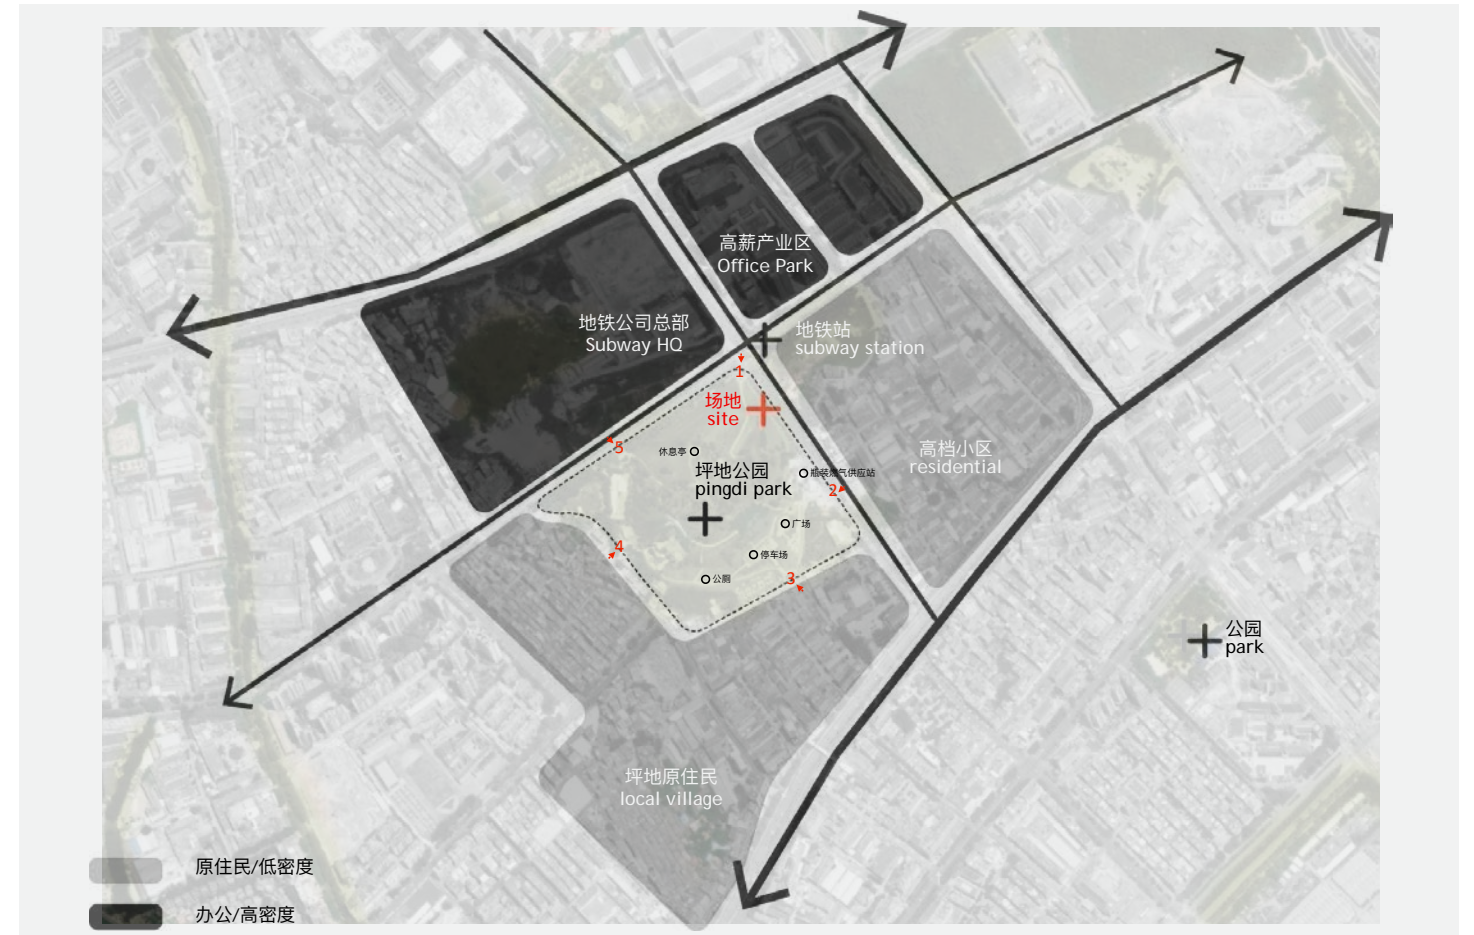 高薪产业区
Office Park
地铁公司总部
Subway HQ
地铁站
subway station
1
场地
site
5
休息亭
坪地公园
pingdi park
瓶装燃气供应站
2
高档小区
residential
广场
4
停车场
3
公厕
公园
park
坪地原住民
local village
原住民/低密度
办公/高密度